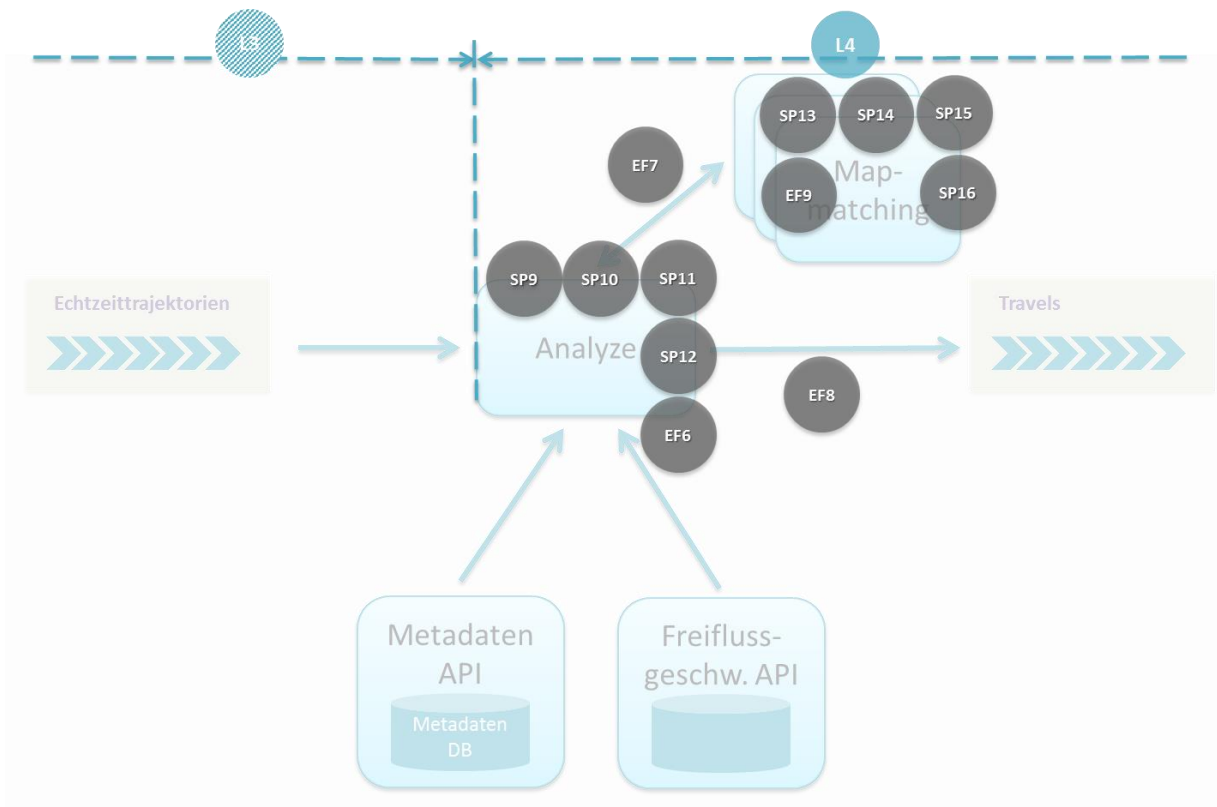 L3
L4
SP13
SP14
SP15
EF7
Map-
matching
EF9
SP16
SP9
SP10
SP11
Echtzeittrajektorien
Travels
Analyze
SP12
EF8
EF6
Metadaten
API
Metadaten
DB
Freifluss-
geschw. API